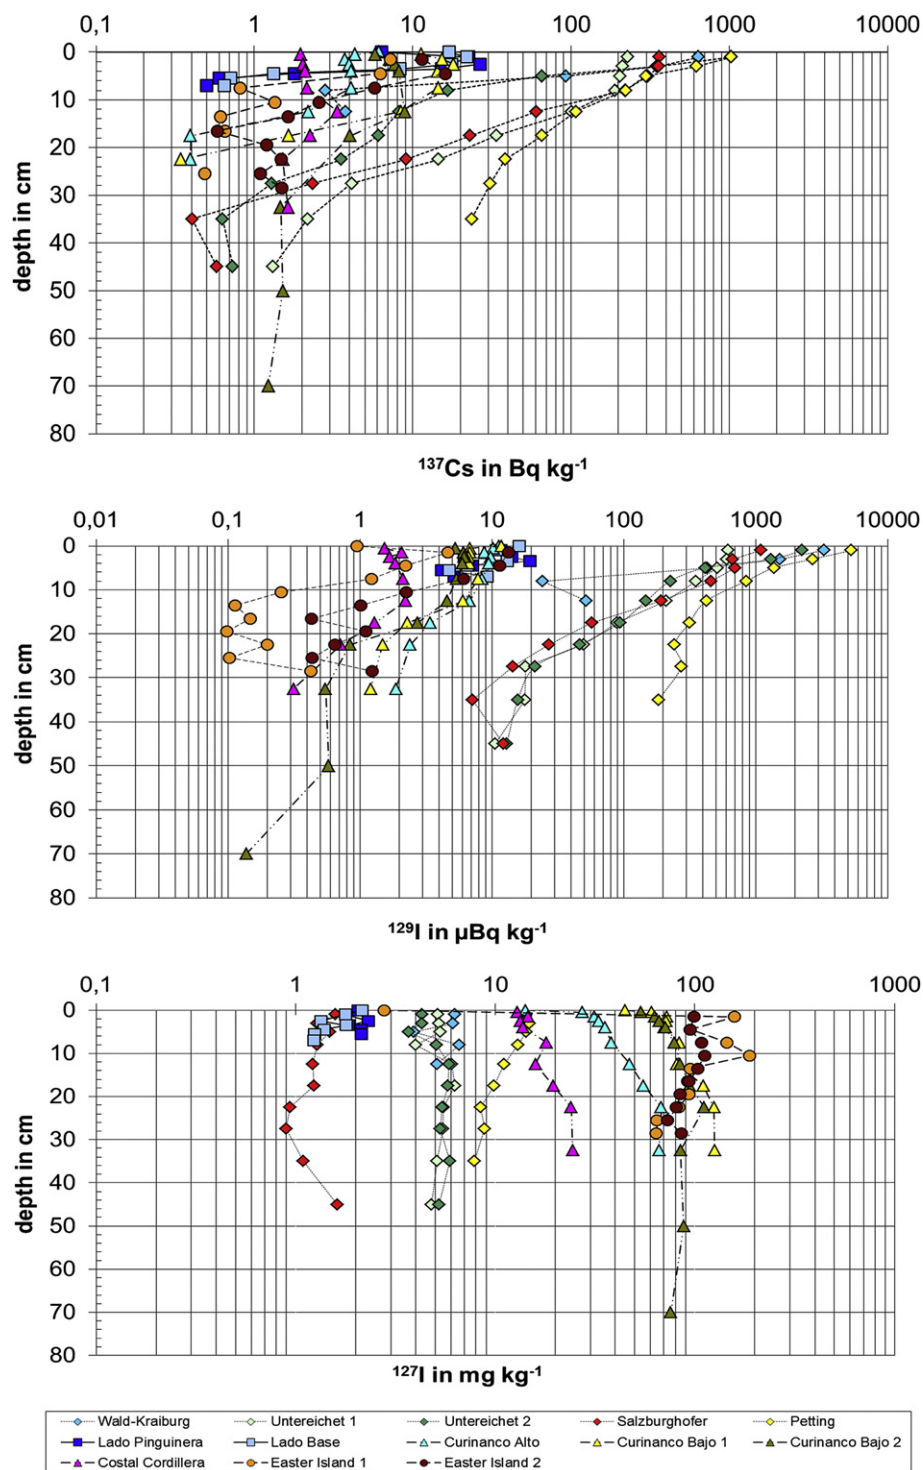 0,1 1 10 100 1000 10000
0
10
20
30
40
50
60
70
80
depth in cm
137Cs in Bq kg-1
0,01 0,1 1 10 100 1000 10000
0
10
20
30
40
50
60
70
80
depth in cm
129I in µBq kg-1
0,1 1 10 100 1000
0
10
20
30
40
50
60
70
80
depth in cm
127I in mg kg-1
Wald-Kraiburg Untereichet 1 Untereichet 2 Salzburghofer Petting
Lado Pinguinera Lado Base Curinanco Alto Curinanco Bajo 1 Curinanco Bajo 2
Costal Cordillera Easter Island 1 Easter Island 2